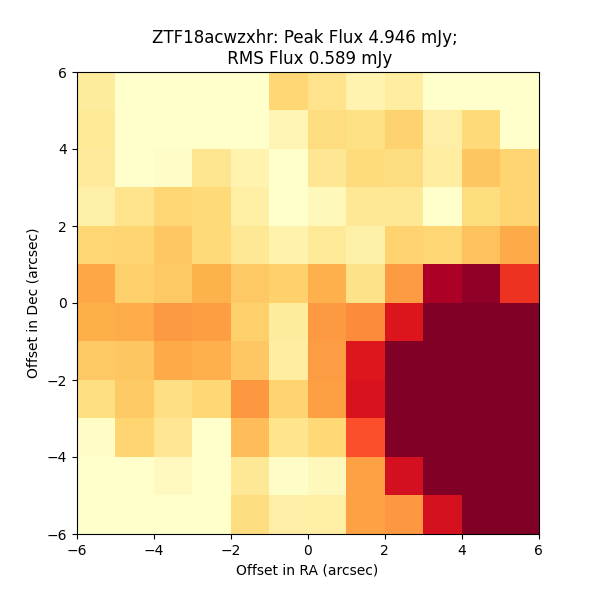 ZTF18acwzxhr: Peak Flux 4.946 mJy;
RMS Flux 0.589 mJy
6
4
2
0
−2
−4
−6
Offset in Dec (arcsec)
−6 −4 −2 0 2 4 6
Offset in RA (arcsec)